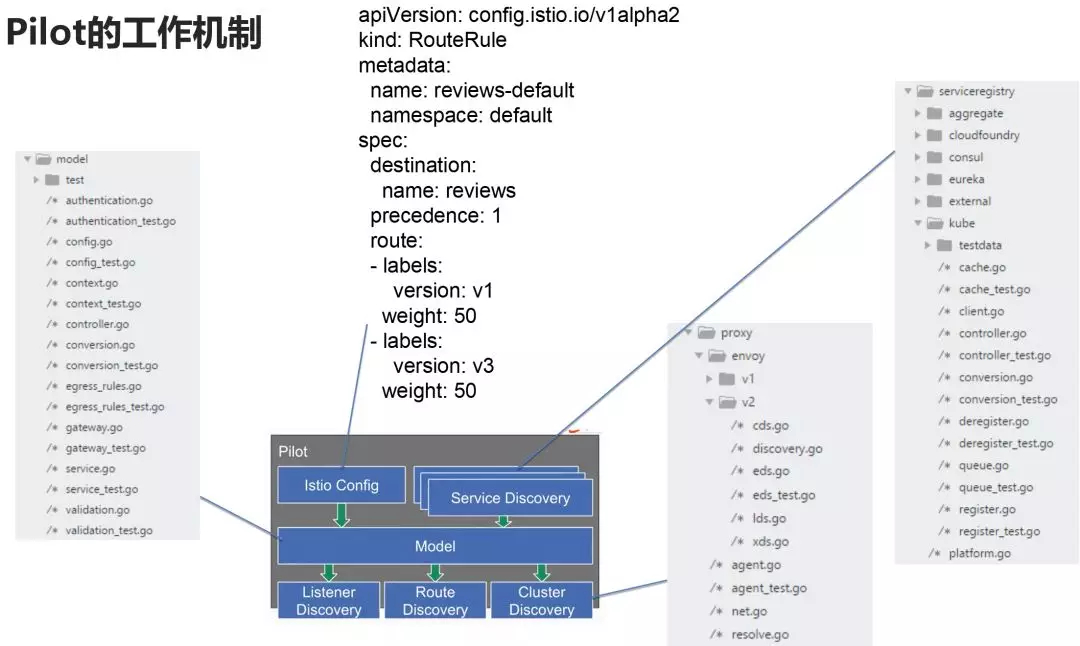 Pilot的工作机制
apiVersion: config.istio.io/v1alpha2
kind: RouteRule
metadata:
name: reviews-default
namespace: default
spec:
destination:
name: reviews
precedence: 1
route:
- labels:
version: v1
weight: 50
- labels:
version: v3
weight: 50
model
test
/* authentication.go
/* authentication_test.go
/* config.go
/* config_test.go
/* context.go
/* context_test.go
/* controller.go
/* conversion.go
/* conversion_test.go
/* egress_rules.go
/* egress_rules_test.go
/* gateway.go
/* gateway_test.go
/* service.go
/* service_test.go
/* validation.go
/* validation_test.go
Pilot
Istio Config
Service Discovery
Model
Listener
Discovery
Route
Discovery
Cluster
Discovery
proxy
envoy
v1
v2
/* cds.go
/* discovery.go
/* eds.go
/* eds_test.go
/* lds.go
/* xds.go
/* agent.go
/* agent_test.go
/* net.go
/* resolve.go
serviceregistry
aggregate
cloudfoundry
consul
eureka
external
kube
testdata
/* cache.go
/* cache_test.go
/* client.go
/* controller.go
/* controller_test.go
/* conversion.go
/* conversion_test.go
/* deregister.go
/* deregister_test.go
/* queue.go
/* queue_test.go
/* register.go
/* register_test.go
/* platform.go